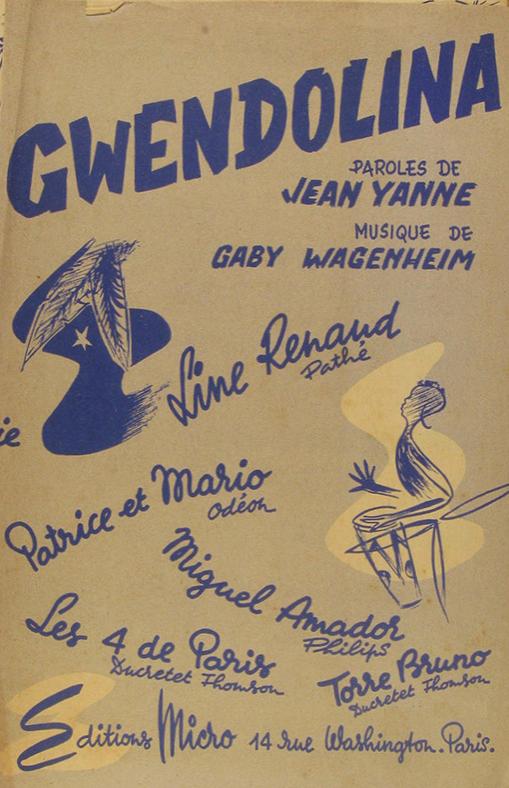 GWENDOLINA
PAROLES DE
JEAN YANNE
MUSIQUE DE
GABY WAGENHEIM
Line Renaud
Pathé
ie
Patrice et Mario
Odéon
Miguel Amador
Philips
Les 4 de Paris
Ducretet Thomson
Torre Bruno
Ducretet Thomson
Editions Micro 14 rue Washington. Paris.